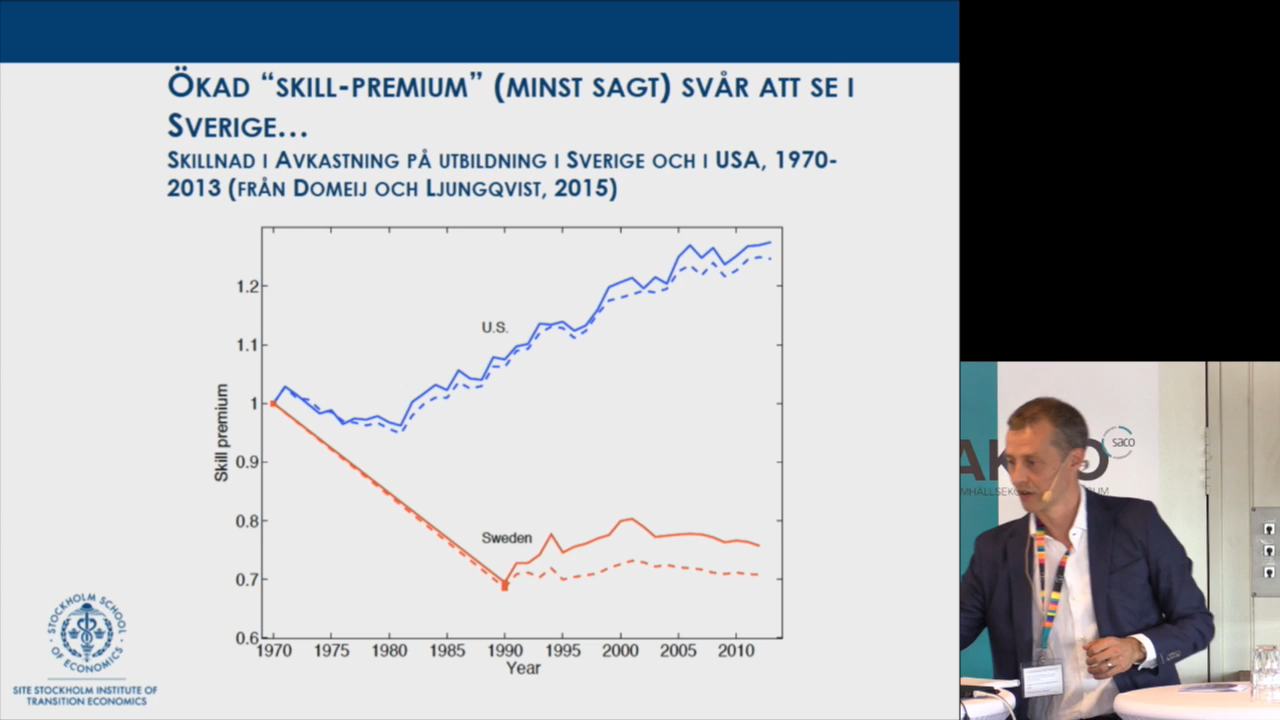 ÖKAD “SKILL-PREMIUM” (MINST SAGT) SVÅR ATT SE I
SVERIGE...
SKILLNAD I AVKASTNING PÅ UTBILDNING I SVERIGE OCH I USA, 1970-
2013 (FRÅN DOMEIJ OCH LJUNGQVIST, 2015)
1.2
1.1
1
0.9
0.8
0.7
0.6
Skill premium
U.S.
Sweden
1970 1975 1980 1985 1990 1995 2000 2005 2010
Year
STOCKHOLM SCHOOL
OF ECONOMICS
SITE STOCKHOLM INSTITUTE OF
TRANSITION ECONOMICS
saco